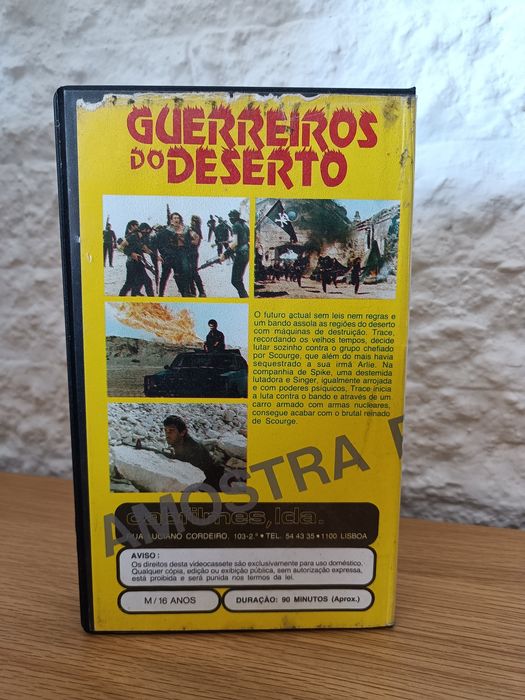 GUERREIROS
DO DESERTO
O futuro actual sem leis nem regras e
um bando assola as regiões do deserto
com máquinas de destruição. Trace,
recordando os velhos tempos, decide
lutar sozinho contra o grupo chefiado
por Scourge, que além do mais havia
sequestrado a sua irmã Arlie. Na
companhia de Spike, uma destemida
lutadora e Singer, igualmente arrojada
e com poderes psíquicos, Trace inicia
a luta contra o bando e através de um
carro armado com armas nucleares,
consegue acabar com o brutal reinado
de Scourge.
AMOSTRA
, lda.
LUCIANO CORDEIRO, 103-2.º • TEL. 54 43 35 • 1100 LISBOA
AVISO:
Os direitos desta videocassete são exclusivamente para uso doméstico.
Qualquer cópia, edição ou exibição pública, sem autorização expressa,
está proibida e será punida nos termos da lei.
M/16 ANOS
DURAÇÃO: 90 MINUTOS (Aprox.)